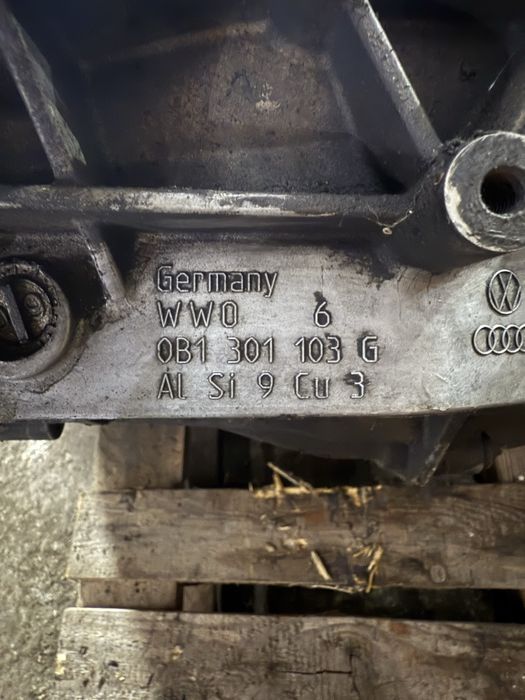 Germany
WWO 6
0B1 301 103 G
Al Si 9 Cu 3